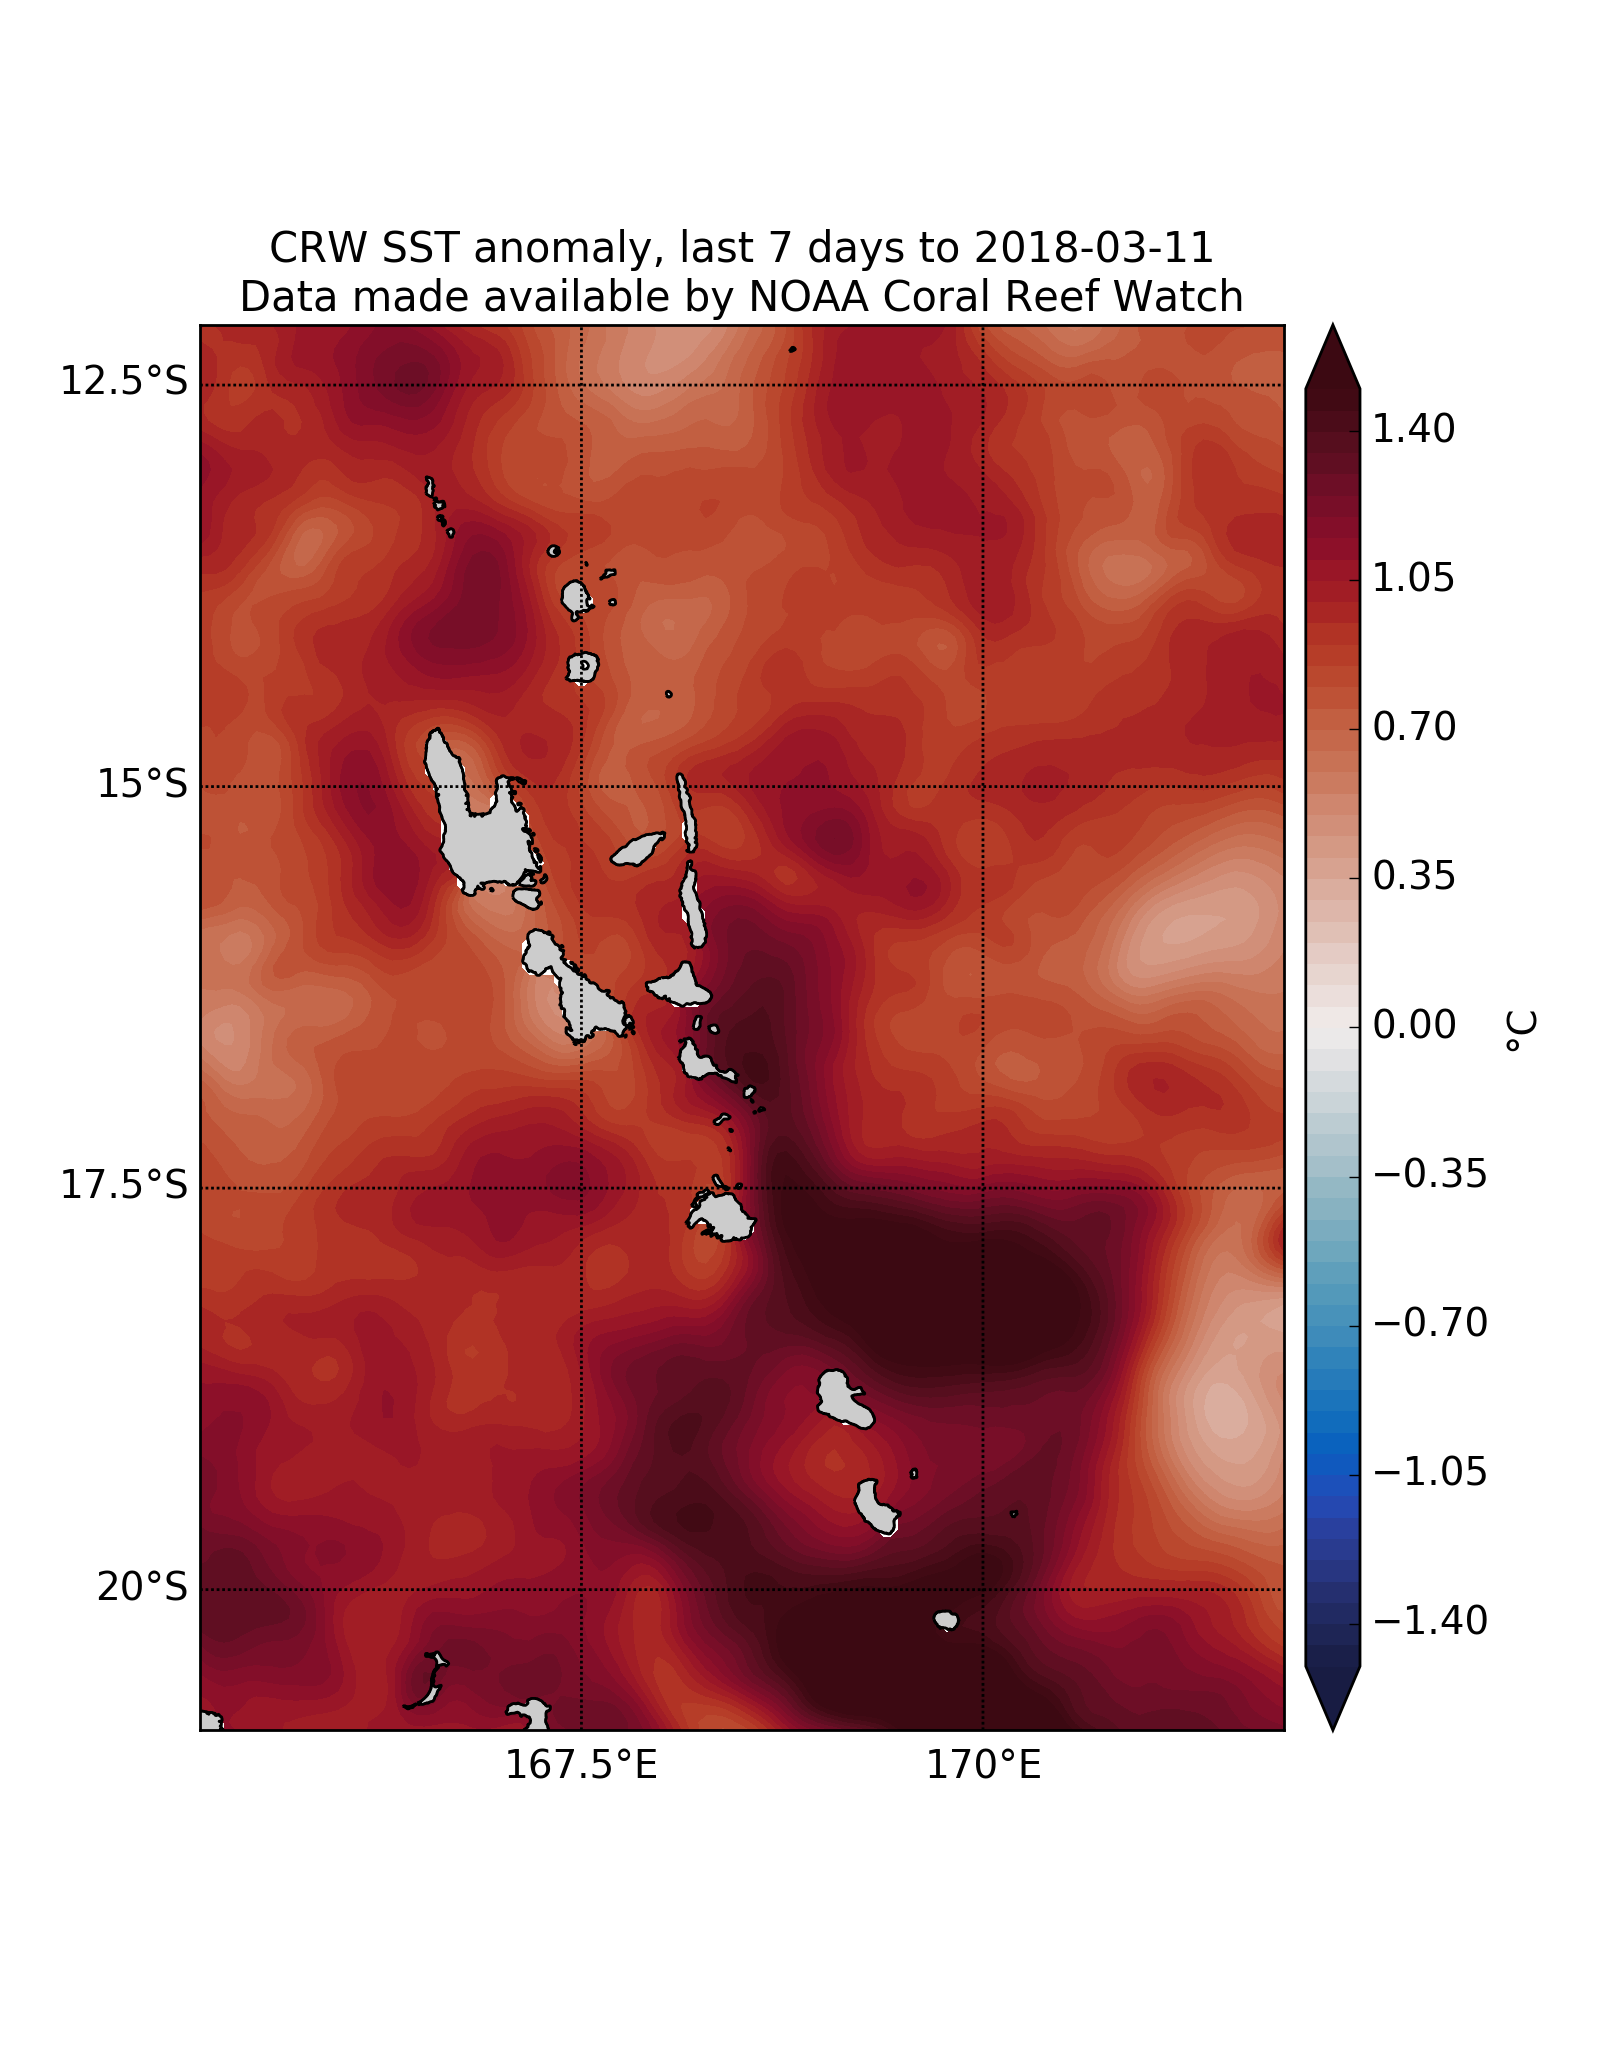 CRW SST anomaly, last 7 days to 2018-03-11
Data made available by NOAA Coral Reef Watch
12.5°S
15°S
17.5°S
20°S
167.5°E
170°E
1.40
1.05
0.70
0.35
0.00
−0.35
−0.70
−1.05
−1.40
°C